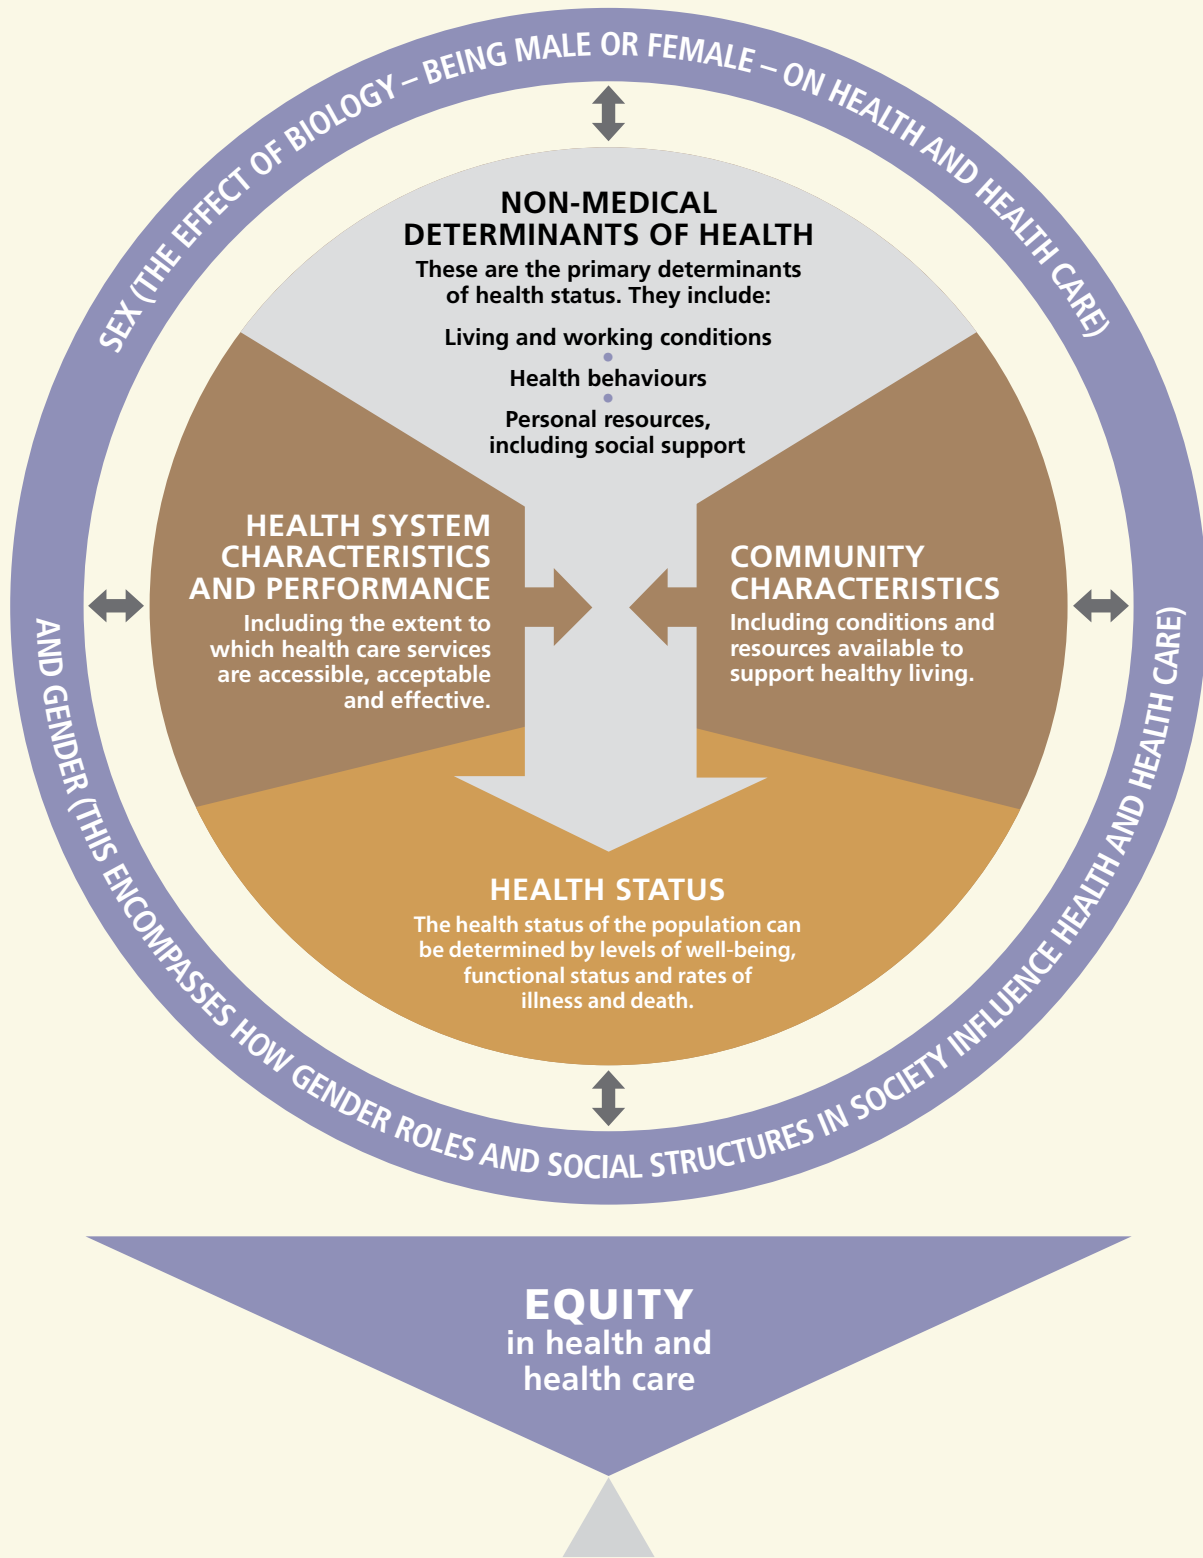 SEX (THE EFFECT OF BIOLOGY – BEING MALE OR FEMALE – ON HEALTH AND HEALTH CARE)
NON-MEDICAL
DETERMINANTS OF HEALTH
These are the primary determinants
of health status. They include:
Living and working conditions
•
Health behaviours
•
Personal resources,
including social support
HEALTH SYSTEM
CHARACTERISTICS
AND PERFORMANCE
Including the extent to
which health care services
are accessible, acceptable
and effective.
COMMUNITY
CHARACTERISTICS
Including conditions and
resources available to
support healthy living.
HEALTH STATUS
The health status of the population can
be determined by levels of well-being,
functional status and rates of
illness and death.
AND GENDER (THIS ENCOMPASSES HOW GENDER ROLES AND SOCIAL STRUCTURES IN SOCIETY INFLUENCE HEALTH AND HEALTH CARE)
EQUITY
in health and
health care